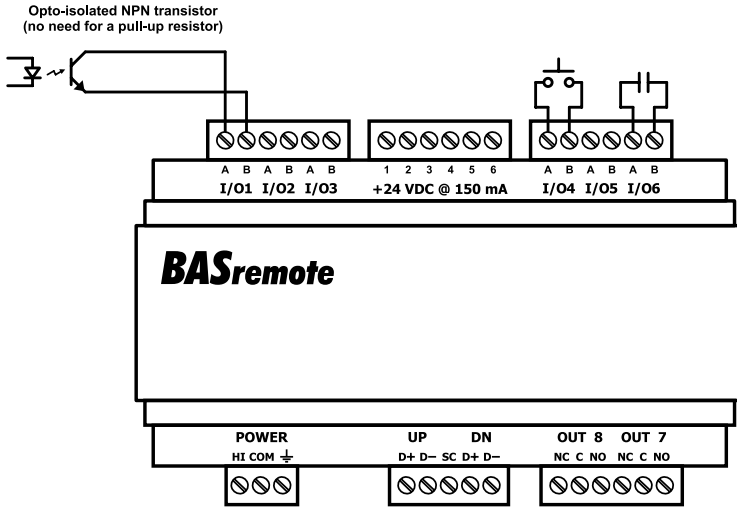 Opto-isolated NPN transistor
(no need for a pull-up resistor)
A B A B A B
I/O1 I/O2 I/O3
1 2 3 4 5 6
+24 VDC @ 150 mA
A B A B A B
I/O4 I/O5 I/O6
BASremote
POWER
HI COM
UP DN
D+ D− SC D+ D−
OUT 8 OUT 7
NC C NO NC C NO